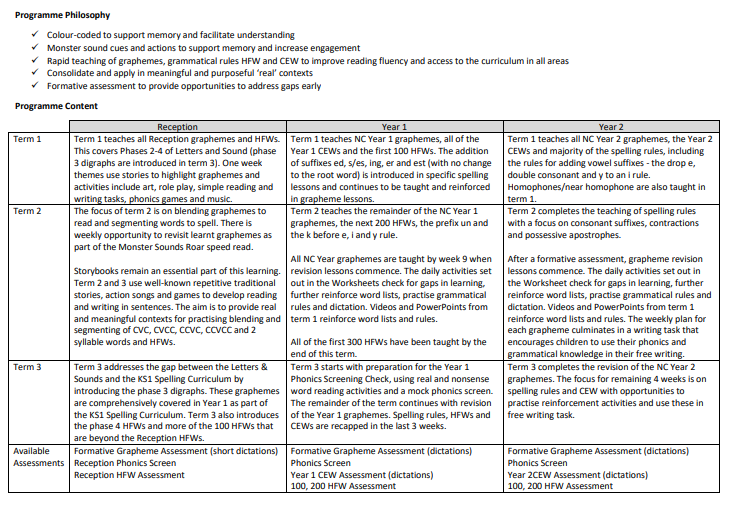 Programme Philosophy
✓ Colour-coded to support memory and facilitate understanding
✓ Monster sound cues and actions to support memory and increase engagement
✓ Rapid teaching of graphemes, grammatical rules HFW and CEW to improve reading fluency and access to the curriculum in all areas
✓ Consolidate and apply in meaningful and purposeful ‘real’ contexts
✓ Formative assessment to provide opportunities to address gaps early
Programme Content
Reception
Year 1
Year 2
Term 1
Term 1 teaches all Reception graphemes and HFWs.
This covers Phases 2-4 of Letters and Sound (phase
3 digraphs are introduced in term 3). One week
themes use stories to highlight graphemes and
activities include art, role play, simple reading and
writing tasks, phonics games and music.
Term 1 teaches NC Year 1 graphemes, all of the
Year 1 CEWs and the first 100 HFWs. The addition
of suffixes ed, s/es, ing, er and est (with no change
to the root word) is introduced in specific spelling
lessons and continues to be taught and reinforced
in grapheme lessons.
Term 1 teaches all NC Year 2 graphemes, the Year 2
CEWs and majority of the spelling rules, including
the rules for adding vowel suffixes - the drop e,
double consonant and y to an i rule.
Homophones/near homophone are also taught in
term 1.
Term 2
The focus of term 2 is on blending graphemes to
read and segmenting words to spell. There is
weekly opportunity to revisit learnt graphemes as
part of the Monster Sounds Roar speed read.
Storybooks remain an essential part of this learning.
Term 2 and 3 use well-known repetitive traditional
stories, action songs and games to develop reading
and writing in sentences. The aim is to provide real
and meaningful contexts for practising blending and
segmenting of CVC, CVCC, CCVC, CCVCC and 2
syllable words and HFWs.
Term 2 teaches the remainder of the NC Year 1
graphemes, the next 200 HFWs, the prefix un and
the k before e, i and y rule.
All NC Year graphemes are taught by week 9 when
revision lessons commence. The daily activities set
out in the Worksheets check for gaps in learning,
further reinforce word lists, practise grammatical
rules and dictation. Videos and PowerPoints from
term 1 reinforce word lists and rules.
All of the first 300 HFWs have been taught by the
end of this term.
Term 2 completes the teaching of spelling rules
with a focus on consonant suffixes, contractions
and possessive apostrophes.
After a formative assessment, grapheme revision
lessons commence. The daily activities set out in
the Worksheet check for gaps in learning, further
reinforce word lists, practise grammatical rules and
dictation. Videos and PowerPoints from term 1
reinforce word lists and rules. The weekly plan for
each grapheme culminates in a writing task that
encourages children to use their phonics and
grammatical knowledge in their free writing.
Term 3
Term 3 addresses the gap between the Letters &
Sounds and the KS1 Spelling Curriculum by
introducing the phase 3 digraphs. These graphemes
are comprehensively covered in Year 1 as part of
the KS1 Spelling Curriculum. Term 3 also introduces
the phase 4 HFWs and more of the 100 HFWs that
are beyond the Reception HFWs.
Term 3 starts with preparation for the Year 1
Phonics Screening Check, using real and nonsense
word reading activities and a mock phonics screen.
The remainder of the term continues with revision
of the Year 1 graphemes. Spelling rules, HFWs and
CEWs are recapped in the last 3 weeks.
Term 3 completes the revision of the NC Year 2
graphemes. The focus for remaining 4 weeks is on
spelling rules and CEW with opportunities to
practise reinforcement activities and use these in
free writing task.
Available
Assessments
Formative Grapheme Assessment (short dictations)
Reception Phonics Screen
Reception HFW Assessment
Formative Grapheme Assessment (dictations)
Phonics Screen
Year 1 CEW Assessment (dictations)
100, 200 HFW Assessment
Formative Grapheme Assessment (dictations)
Phonics Screen
Year 2CEW Assessment (dictations)
100, 200 HFW Assessment